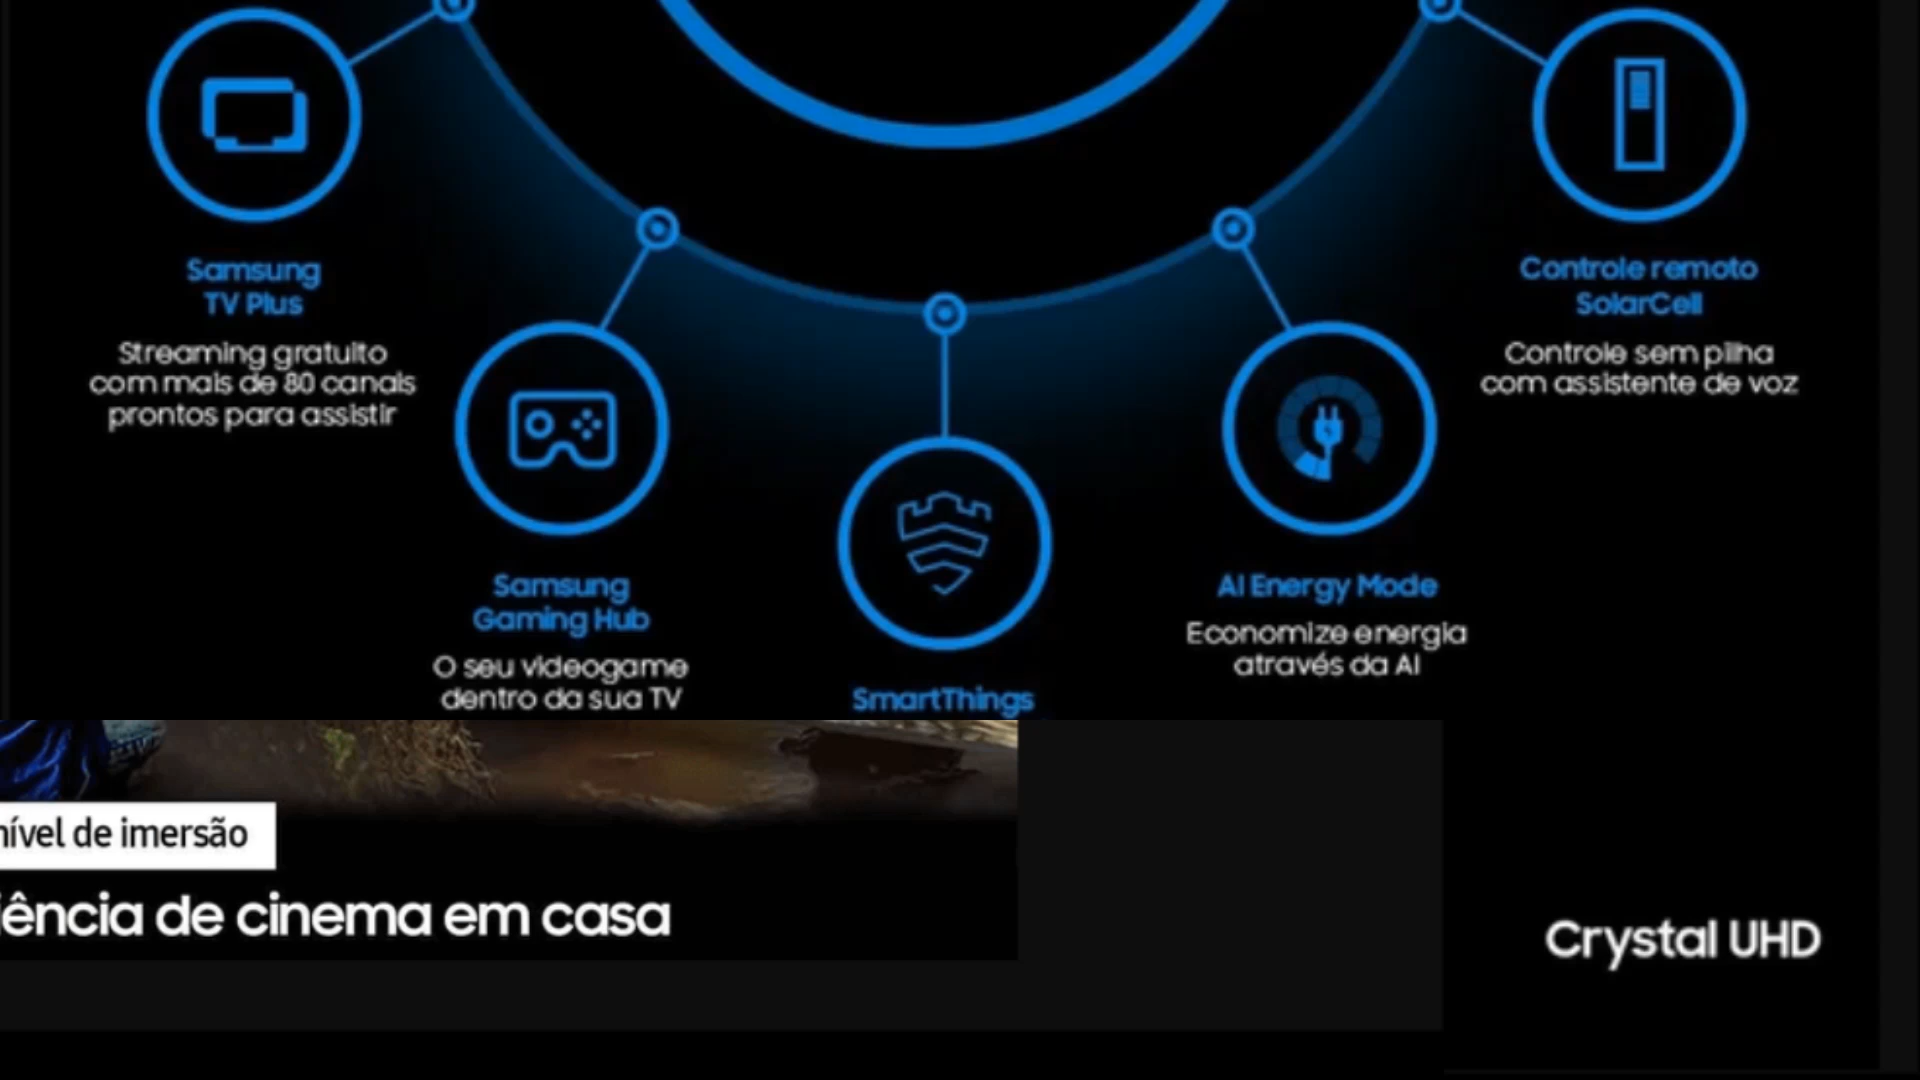 Samsung
TV Plus
Streaming gratuito
com mais de 80 canais
prontos para assistir
Controle remoto
SolarCell
Controle sem pilha
com assistente de voz
Samsung
Gaming Hub
O seu videogame
dentro da sua TV
AI Energy Mode
Economize energia
através da AI
SmartThings
nível de imersão
iência de cinema em casa
Crystal UHD